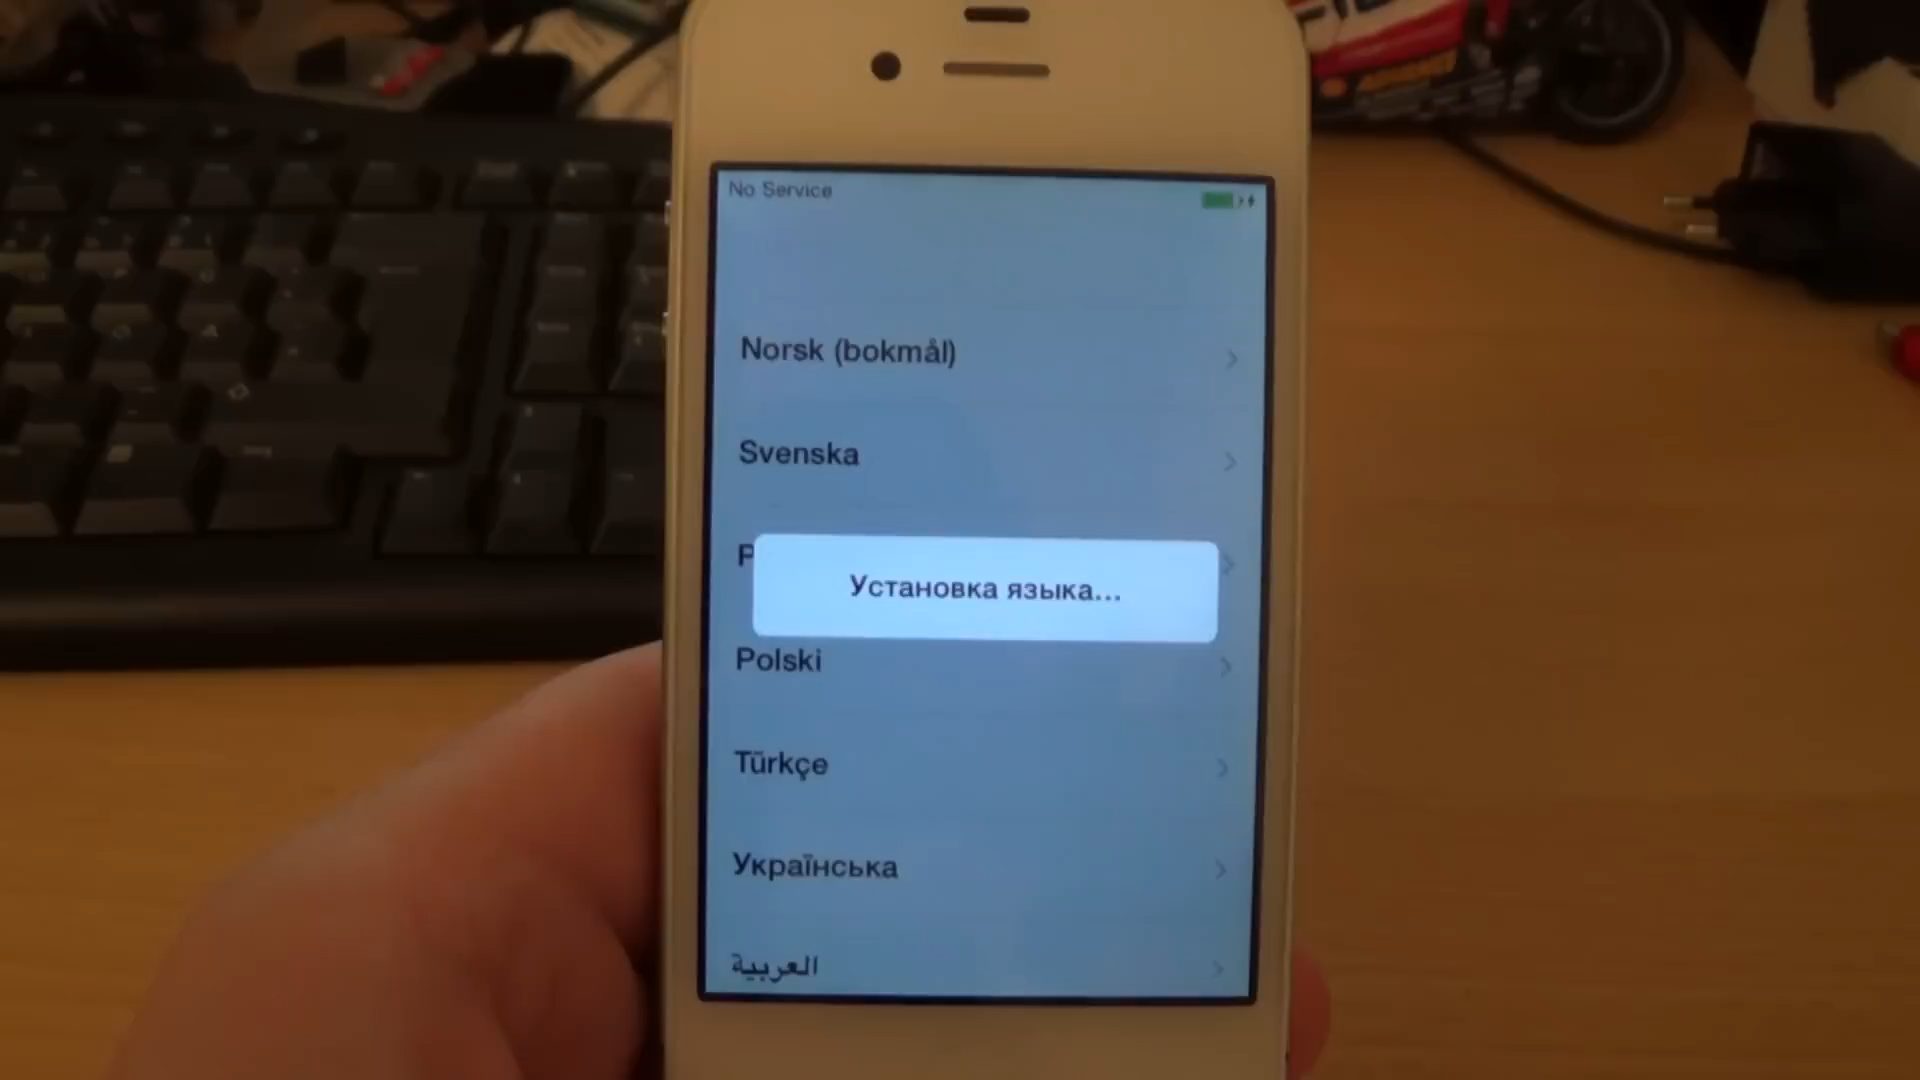 No Service
Norsk (bokmål)
Svenska
Установка языка...
Polski
Türkçe
Українська
العربية